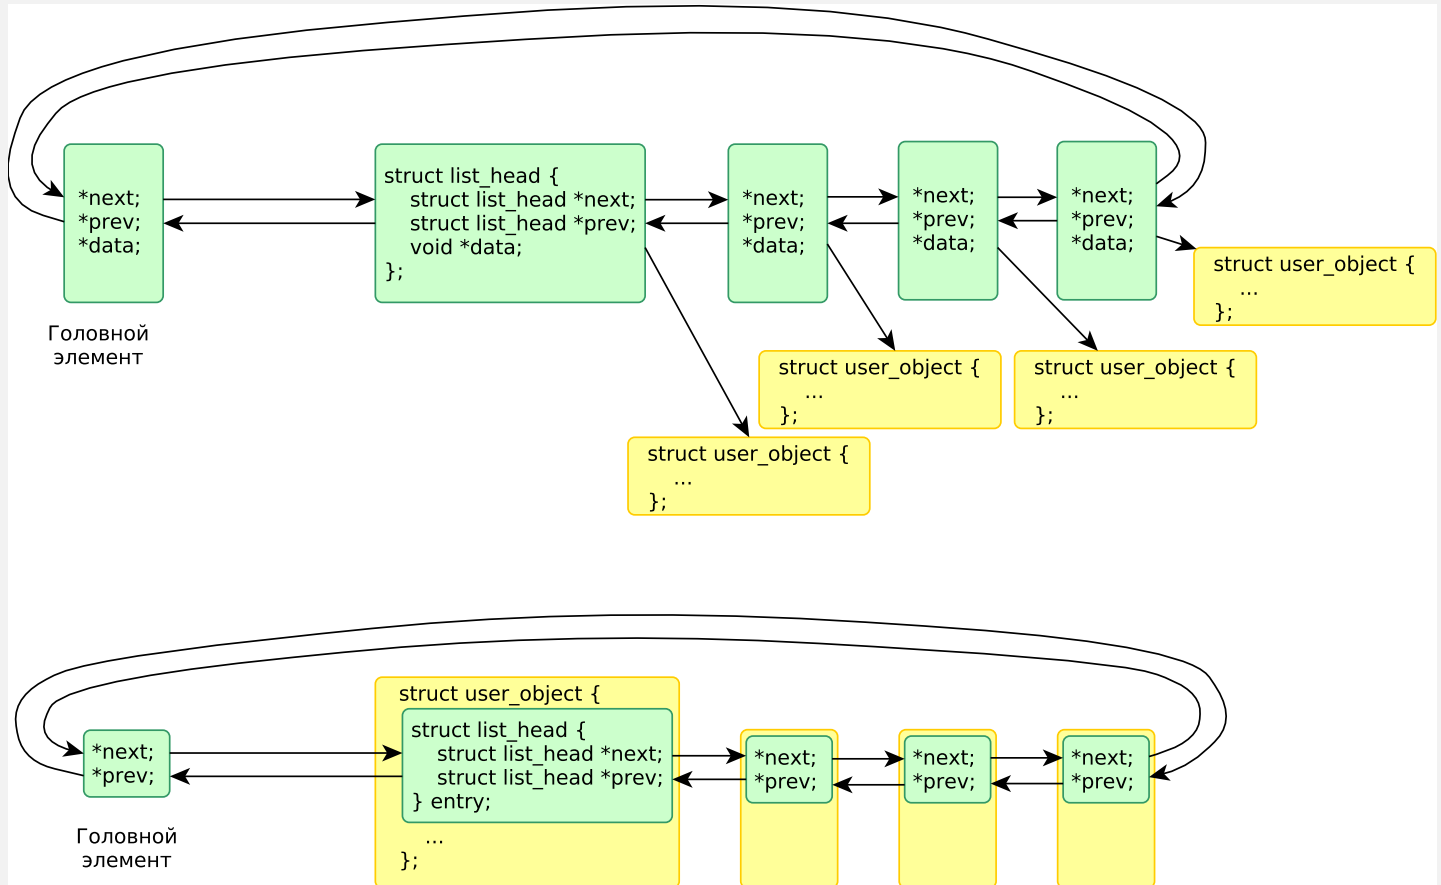 *next;
*prev;
*data;
struct list_head {
struct list_head *next;
struct list_head *prev;
void *data;
};
*next;
*prev;
*data;
*next;
*prev;
*data;
*next;
*prev;
*data;
struct user_object {
...
};
Головной
элемент
struct user_object {
...
};
struct user_object {
...
};
struct user_object {
...
};
struct user_object {
struct list_head {
struct list_head *next;
struct list_head *prev;
} entry;
...
};
*next;
*prev;
*next;
*prev;
*next;
*prev;
*next;
*prev;
Головной
элемент